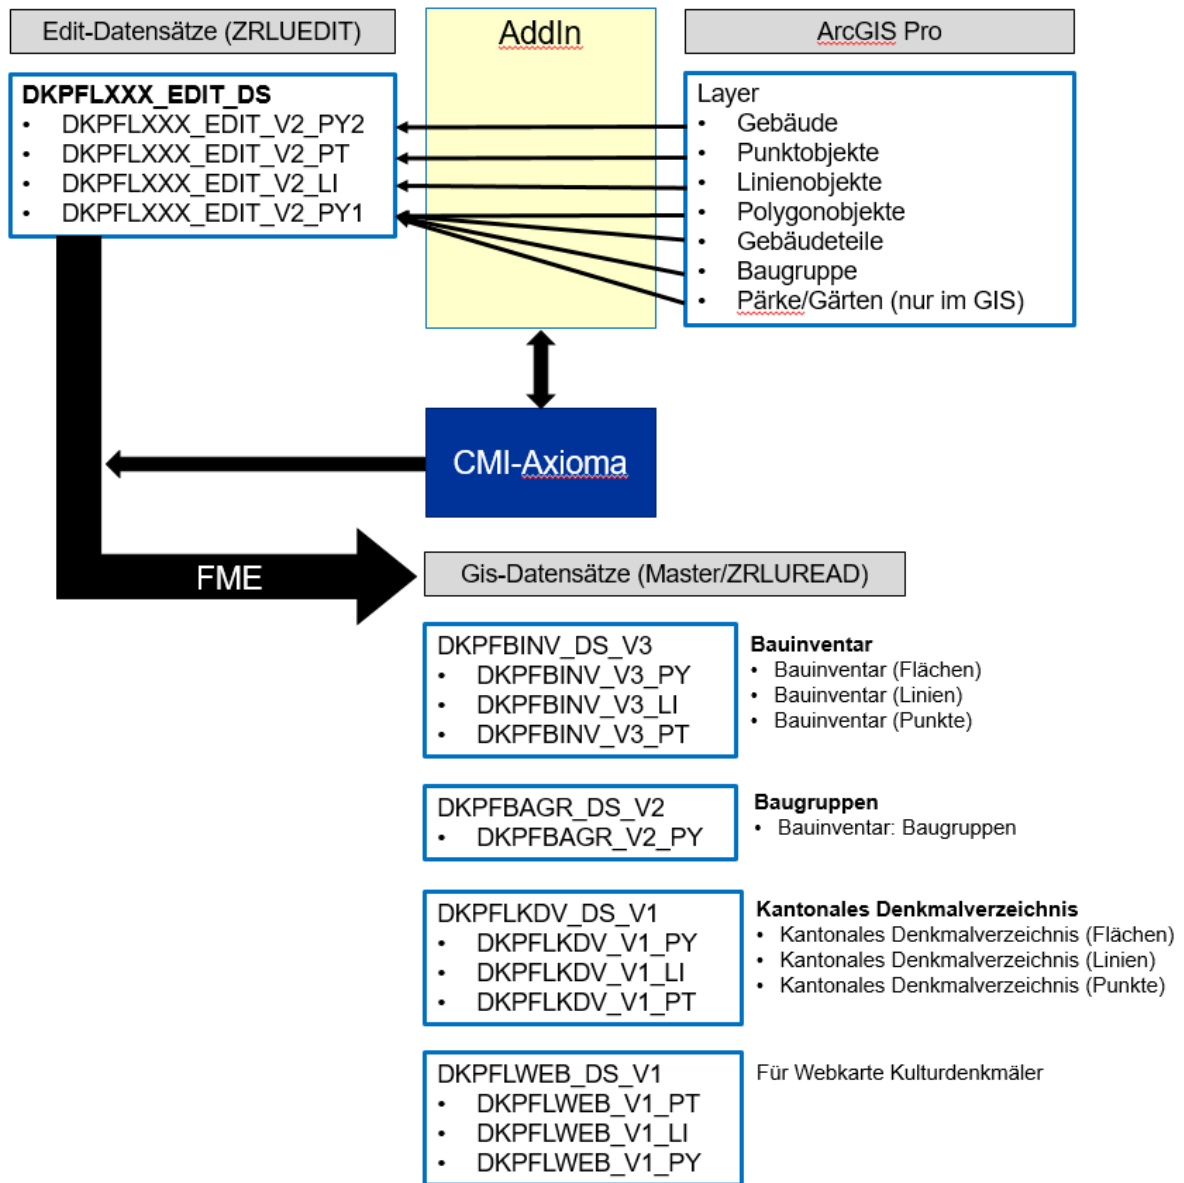 Edit-Datensätze (ZRLUEDIT)
AddIn
ArcGIS Pro
DKPFLXXX_EDIT_DS
• DKPFLXXX_EDIT_V2_PY2
• DKPFLXXX_EDIT_V2_PT
• DKPFLXXX_EDIT_V2_LI
• DKPFLXXX_EDIT_V2_PY1
Layer
• Gebäude
• Punktobjekte
• Linienobjekte
• Polygonobjekte
• Gebäudeteile
• Baugruppe
• Pärke/Gärten (nur im GIS)
CMI-Axioma
FME
Gis-Datensätze (Master/ZRLUREAD)
DKPFBINV_DS_V3
• DKPFBINV_V3_PY
• DKPFBINV_V3_LI
• DKPFBINV_V3_PT
Bauinventar
• Bauinventar (Flächen)
• Bauinventar (Linien)
• Bauinventar (Punkte)
DKPFBAGR_DS_V2
• DKPFBAGR_V2_PY
Baugruppen
• Bauinventar: Baugruppen
DKPFLKDV_DS_V1
• DKPFLKDV_V1_PY
• DKPFLKDV_V1_LI
• DKPFLKDV_V1_PT
Kantonales Denkmalverzeichnis
• Kantonales Denkmalverzeichnis (Flächen)
• Kantonales Denkmalverzeichnis (Linien)
• Kantonales Denkmalverzeichnis (Punkte)
DKPFLWEB_DS_V1
• DKPFLWEB_V1_PT
• DKPFLWEB_V1_LI
• DKPFLWEB_V1_PY
Für Webkarte Kulturdenkmäler